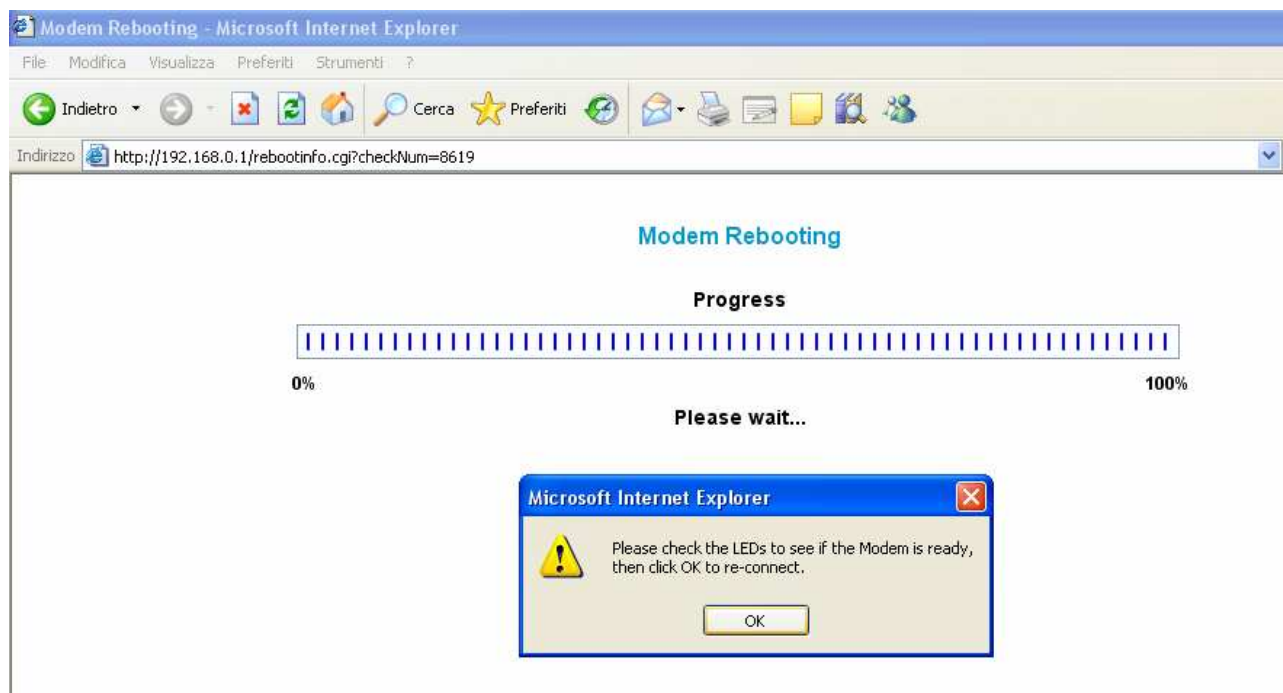 Modem Rebooting - Microsoft Internet Explorer
File Modifica Visualizza Preferiti Strumenti ?
Indietro Cerca Preferiti
Indirizzo http://192.168.0.1/rebootinfo.cgi?checkNum=8619
Modem Rebooting
Progress
0% 100%
Please wait...
Microsoft Internet Explorer
Please check the LEDs to see if the Modem is ready,
then click OK to re-connect.
OK